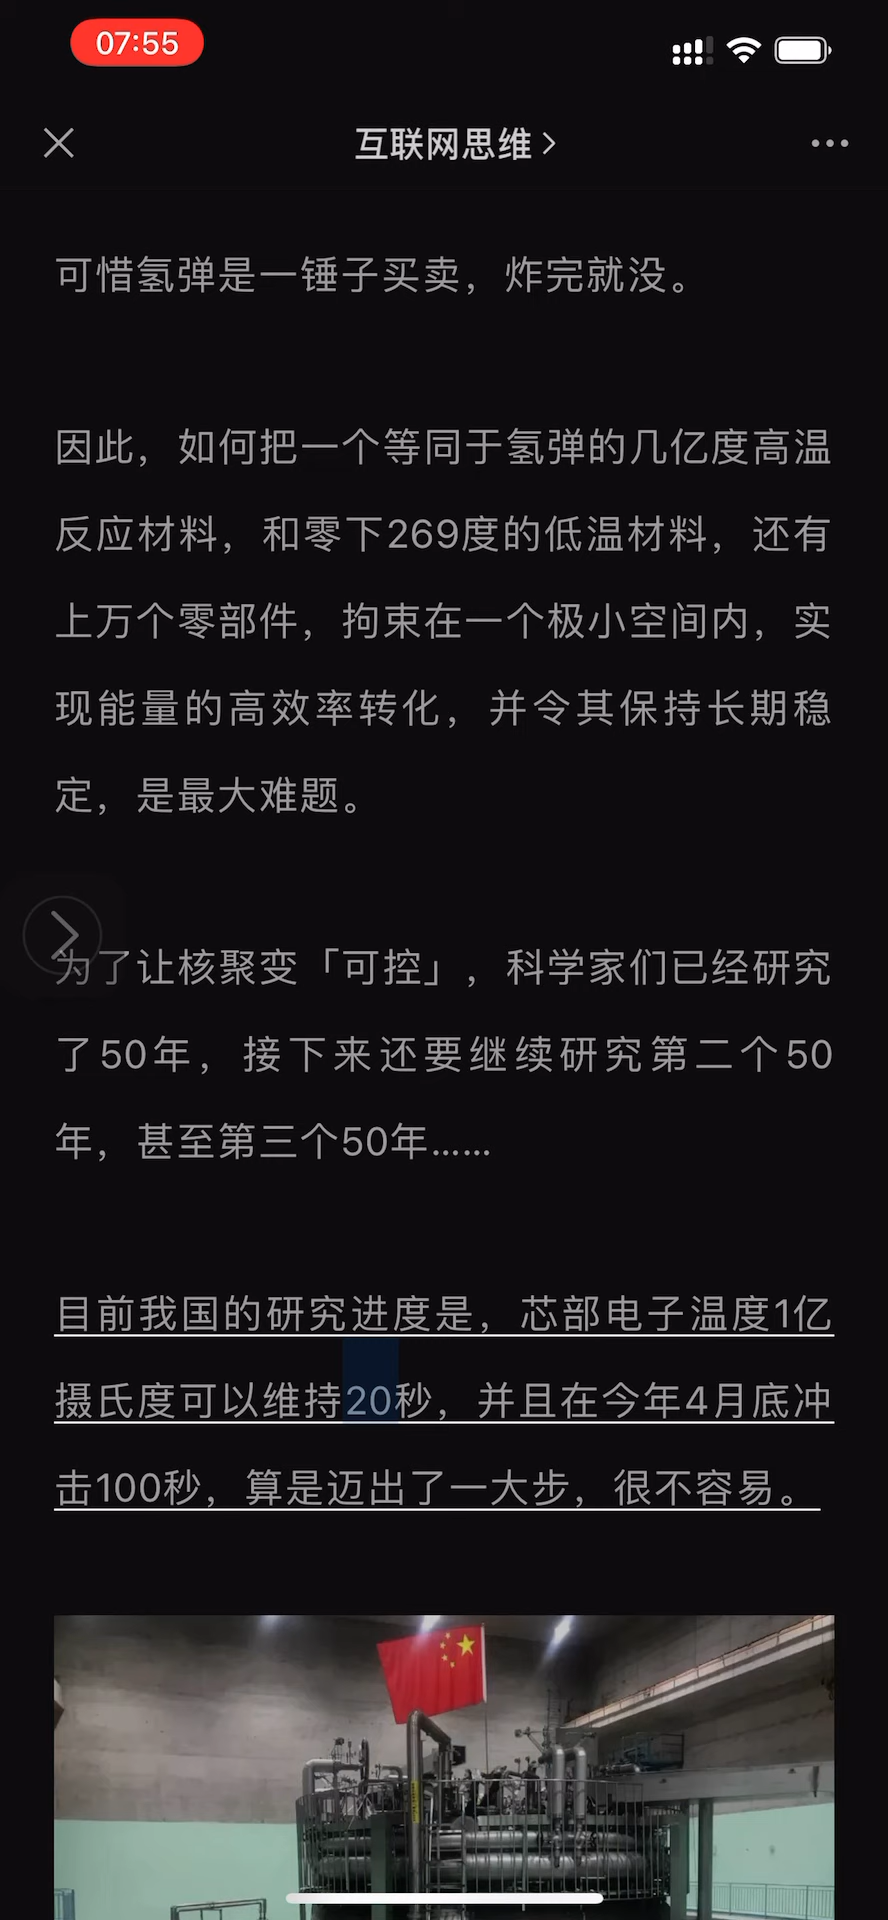 07:55
互联网思维
可惜氢弹是一锤子买卖，炸完就没。
因此，如何把一个等同于氢弹的几亿度高温
反应材料，和零下269度的低温材料，还有
上万个零部件，拘束在一个极小空间内，实
现能量的高效率转化，并令其保持长期稳
定，是最大难题。
为了让核聚变「可控」，科学家们已经研究
了50年，接下来还要继续研究第二个50
年，甚至第三个50年……
目前我国的研究进度是，芯部电子温度1亿
摄氏度可以维持20秒，并且在今年4月底冲
击100秒，算是迈出了一大步，很不容易。